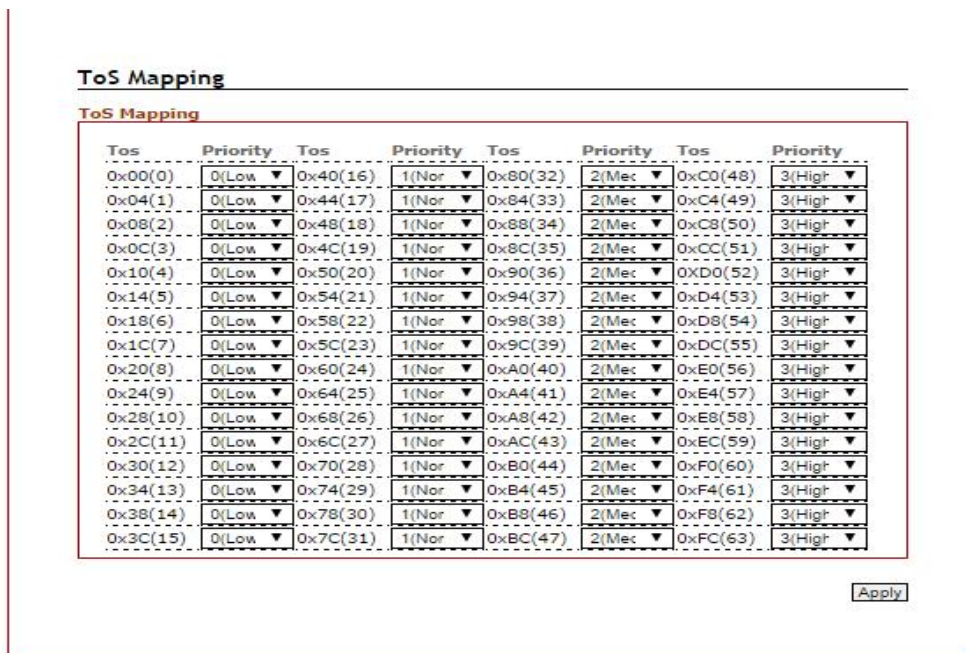 ToS Mapping
ToS Mapping
Tos Priority Tos Priority Tos Priority Tos Priority
0x00(0) 0(Low 0x40(16) 1(Nor 0x80(32) 2(Mec 0xC0(48) 3(High
0x04(1) 0(Low 0x44(17) 1(Nor 0x84(33) 2(Mec 0xC4(49) 3(High
0x08(2) 0(Low 0x48(18) 1(Nor 0x88(34) 2(Mec 0xC8(50) 3(High
0x0C(3) 0(Low 0x4C(19) 1(Nor 0x8C(35) 2(Mec 0xCC(51) 3(High
0x10(4) 0(Low 0x50(20) 1(Nor 0x90(36) 2(Mec 0XD0(52) 3(High
0x14(5) 0(Low 0x54(21) 1(Nor 0x94(37) 2(Mec 0xD4(53) 3(High
0x18(6) 0(Low 0x58(22) 1(Nor 0x98(38) 2(Mec 0xD8(54) 3(High
0x1C(7) 0(Low 0x5C(23) 1(Nor 0x9C(39) 2(Mec 0xDC(55) 3(High
0x20(8) 0(Low 0x60(24) 1(Nor 0xA0(40) 2(Mec 0xE0(56) 3(High
0x24(9) 0(Low 0x64(25) 1(Nor 0xA4(41) 2(Mec 0xE4(57) 3(High
0x28(10) 0(Low 0x68(26) 1(Nor 0xA8(42) 2(Mec 0xE8(58) 3(High
0x2C(11) 0(Low 0x6C(27) 1(Nor 0xAC(43) 2(Mec 0xEC(59) 3(High
0x30(12) 0(Low 0x70(28) 1(Nor 0xB0(44) 2(Mec 0xF0(60) 3(High
0x34(13) 0(Low 0x74(29) 1(Nor 0xB4(45) 2(Mec 0xF4(61) 3(High
0x38(14) 0(Low 0x78(30) 1(Nor 0xB8(46) 2(Mec 0xF8(62) 3(High
0x3C(15) 0(Low 0x7C(31) 1(Nor 0xBC(47) 2(Mec 0xFC(63) 3(High
Apply